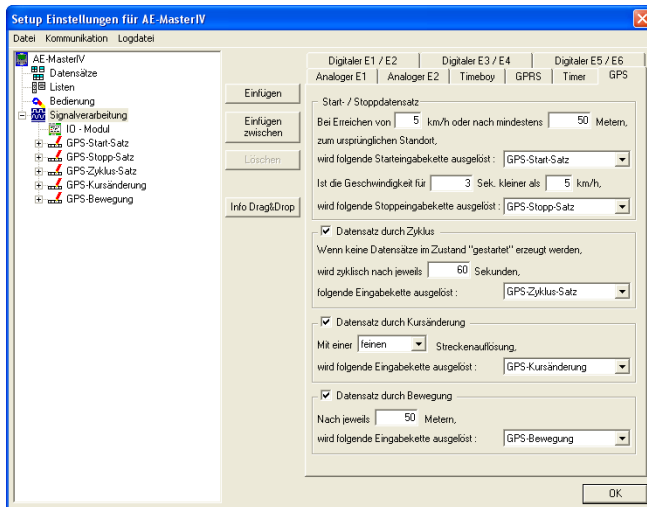 Setup Einstellungen für AE-MasterIV
Datei Kommunikation Logdatei
AE-MasterIV
Datensätze
Listen
Bedienung
Signalverarbeitung
IO - Modul
GPS-Start-Satz
GPS-Stopp-Satz
GPS-Zyklus-Satz
GPS-Kursänderung
GPS-Bewegung
Einfügen
Einfügen
zwischen
Löschen
Info Drag&Drop
Digitaler E1 / E2 Digitaler E3 / E4 Digitaler E5 / E6
Analoger E1 Analoger E2 Timeboy GPRS Timer GPS
Start- / Stoppdatensatz
Bei Erreichen von 5 km/h oder nach mindestens 50 Metern,
zum ursprünglichen Standort,
wird folgende Starteingabekette ausgelöst : GPS-Start-Satz
Ist die Geschwindigkeit für 3 Sek. kleiner als 5 km/h,
wird folgende Stoppeingabekette ausgelöst : GPS-Stopp-Satz
Datensatz durch Zyklus
Wenn keine Datensätze im Zustand "gestartet" erzeugt werden,
wird zyklisch nach jeweils 60 Sekunden,
folgende Eingabekette ausgelöst : GPS-Zyklus-Satz
Datensatz durch Kursänderung
Mit einer feinen Streckenauflösung,
wird folgende Eingabekette ausgelöst : GPS-Kursänderung
Datensatz durch Bewegung
Nach jeweils 50 Metern,
wird folgende Eingabekette ausgelöst : GPS-Bewegung
OK